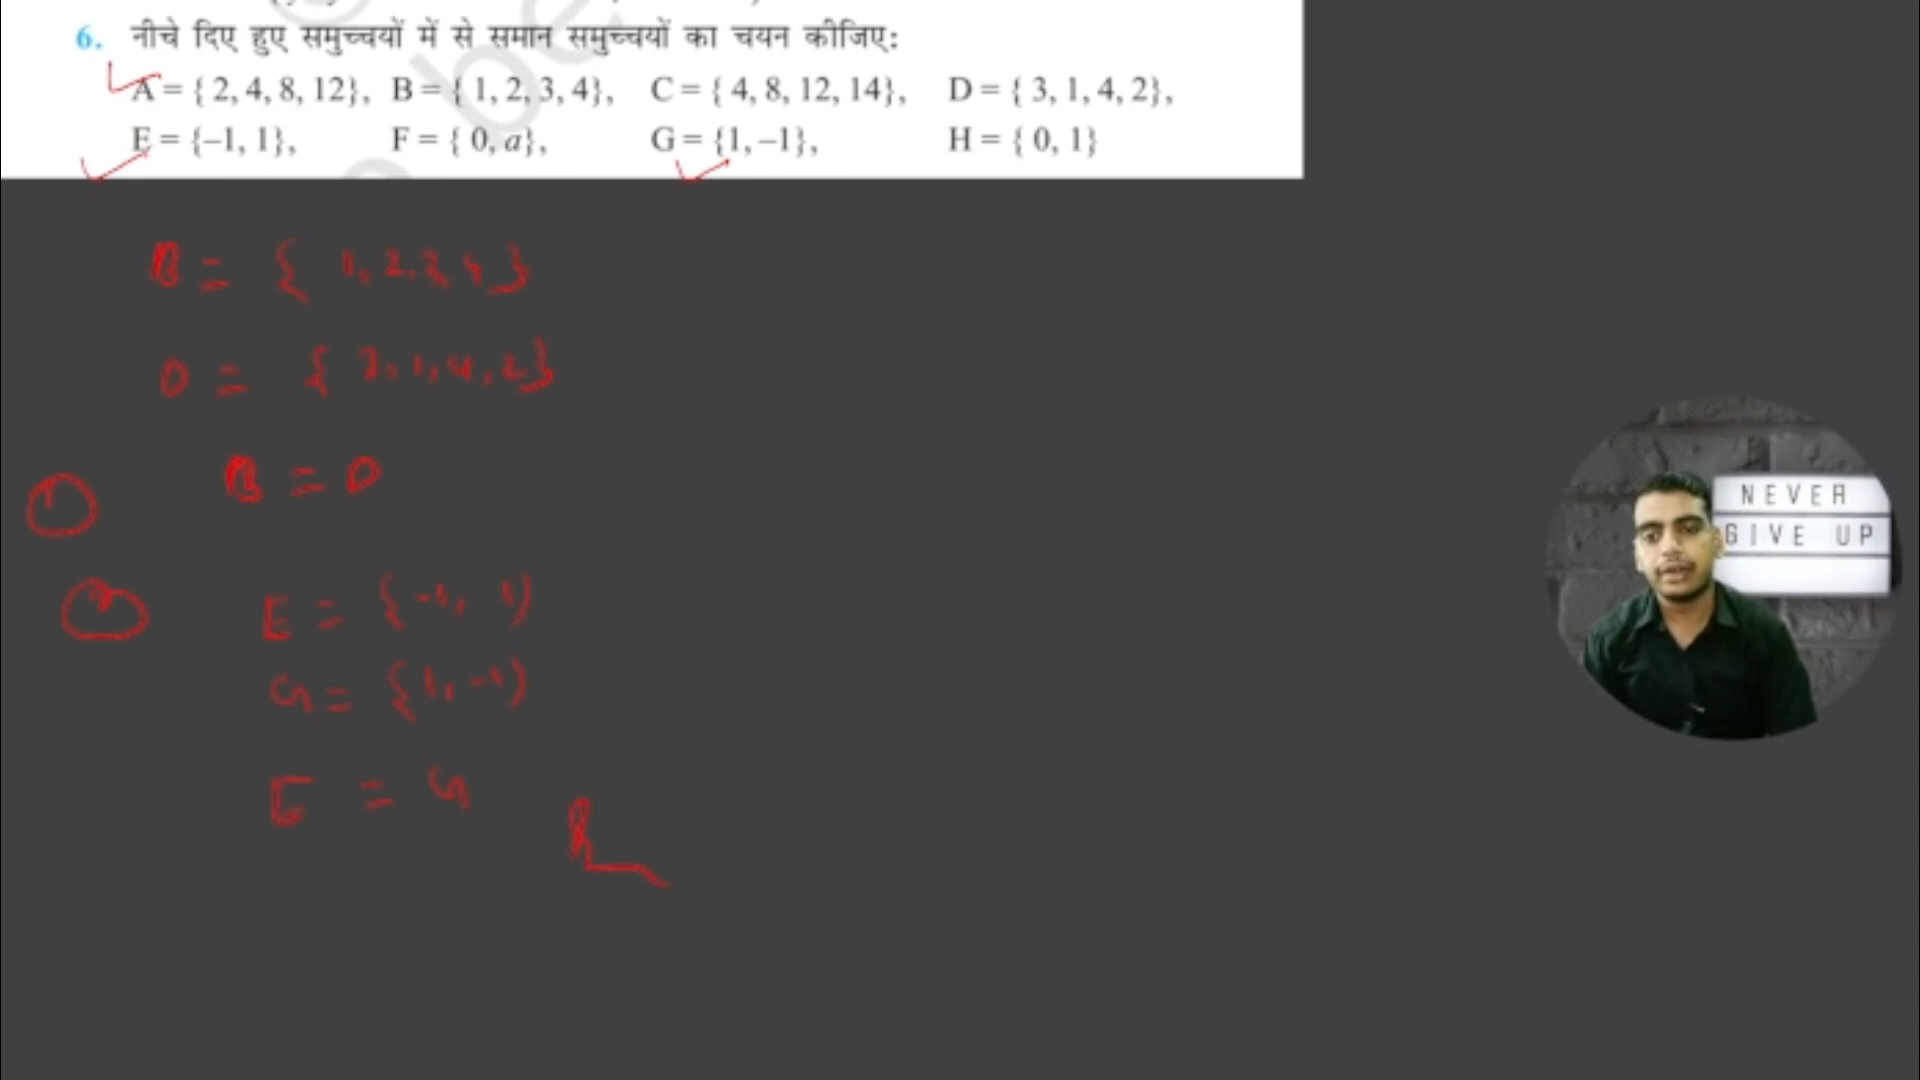 6. नीचे दिए हुए समुच्चयों में से समान समुच्चयों का चयन कीजिए:
A = { 2, 4, 8, 12}, B = { 1, 2, 3, 4}, C = { 4, 8, 12, 14}, D = { 3, 1, 4, 2},
E = {–1, 1}, F = { 0, a}, G = {1, –1}, H = { 0, 1}
B = { 1, 2, 3, 4 }
D = { 3, 1, 4, 2 }
1 B = D
2 E = { -1, 1 }
G = { 1, -1 }
E = G
NEVER
GIVE UP